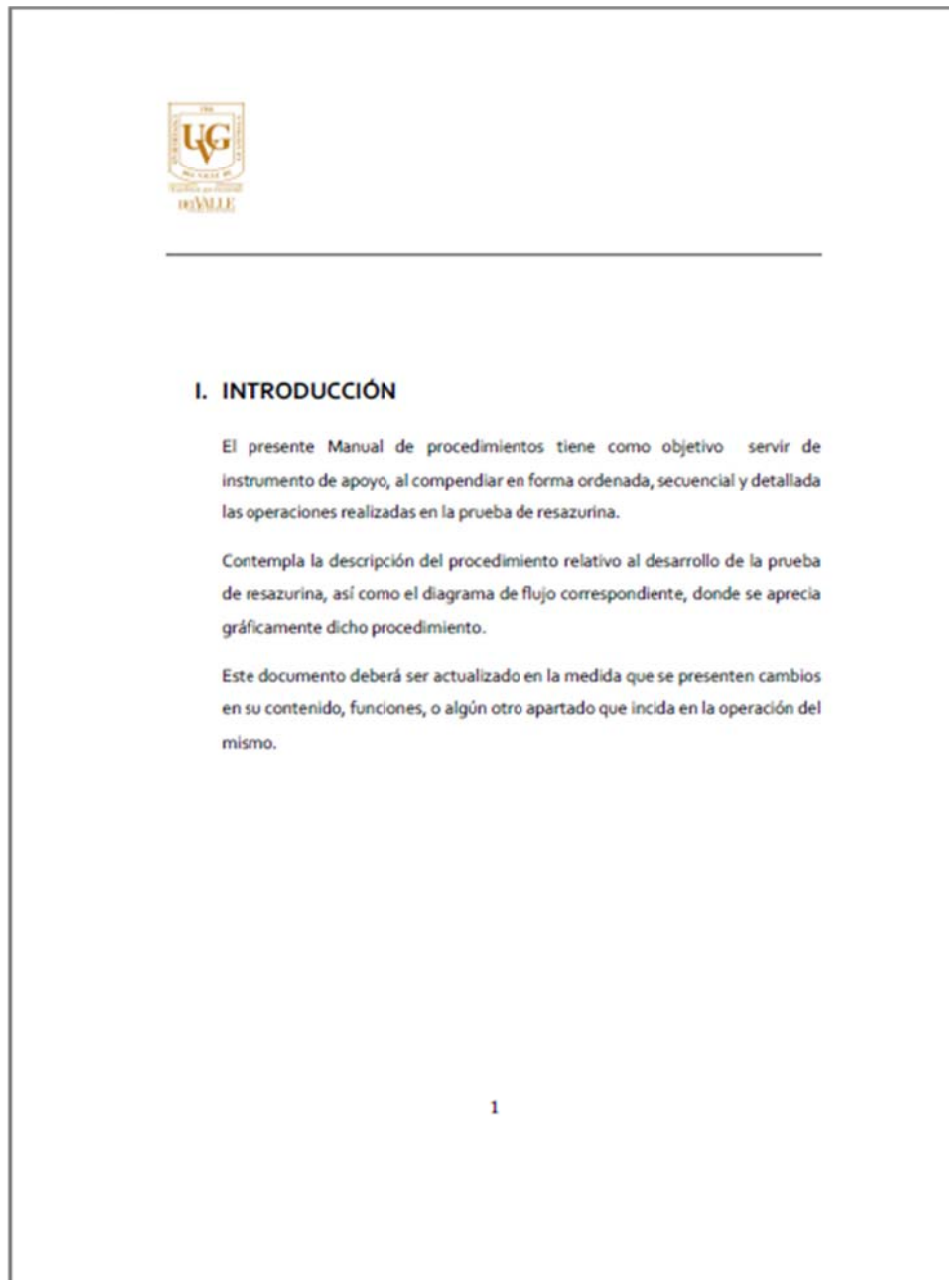 UVG
DEL VALLE
I. INTRODUCCIÓN
El presente Manual de procedimientos tiene como objetivo servir de
instrumento de apoyo, al compendiar en forma ordenada, secuencial y detallada
las operaciones realizadas en la prueba de resazurina.
Contempla la descripción del procedimiento relativo al desarrollo de la prueba
de resazurina, así como el diagrama de flujo correspondiente, donde se aprecia
gráficamente dicho procedimiento.
Este documento deberá ser actualizado en la medida que se presenten cambios
en su contenido, funciones, o algún otro apartado que incida en la operación del
mismo.
1